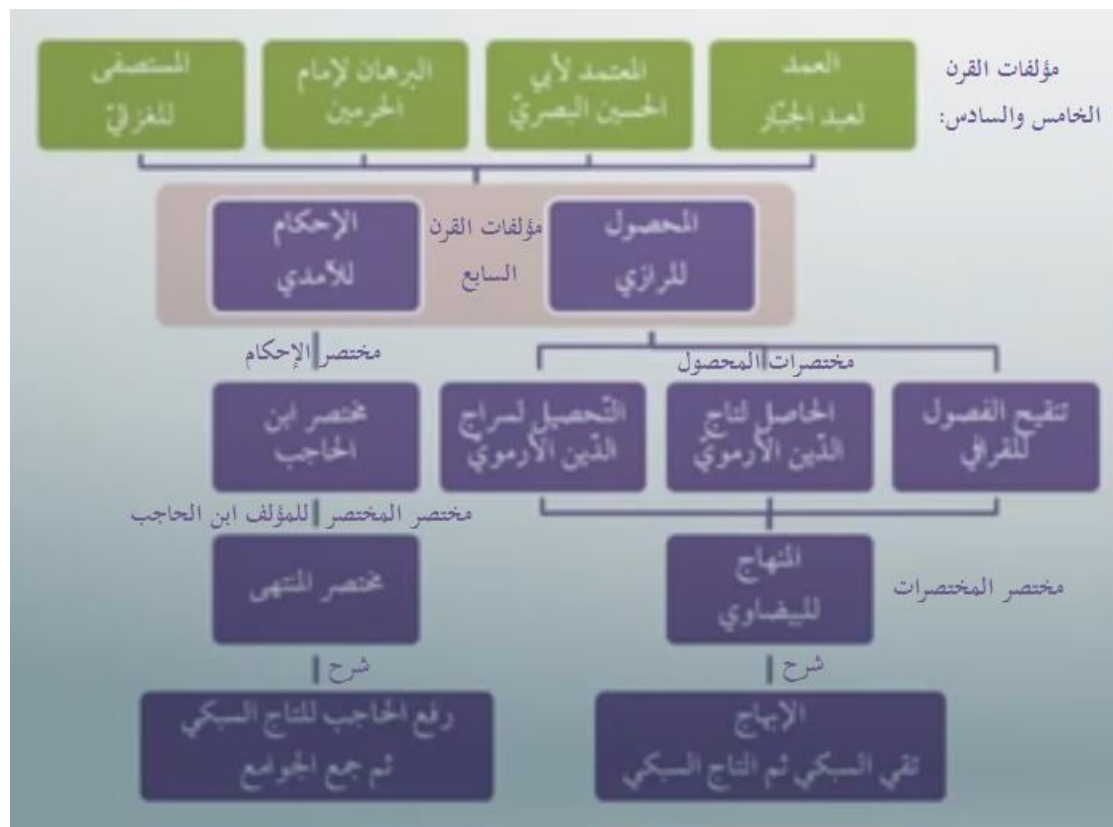 مؤلفات القرن
الخامس والسادس:
العمد
لعبد الجبّار
المعتمد لأبي
الحسين البصريّ
البرهان لإمام
الحرمين
المستصفى
للغزاليّ
المحصول
للرازي
مؤلفات القرن
السابع
الإحكام
للآمدي
مختصرات المحصول
مختصر الإحكام
تنقيح الفصول
للقرافي
الحاصل لتاج
الدّين الأرمويّ
التّحصيل لسراج
الدّين الأرمويّ
مختصر ابن
الحاجب
مختصر المختصر للمؤلف ابن الحاجب
المنهاج
للبيضاوي
مختصر المختصرات
مختصر المنتهى
شرح
شرح
الإبهاج
تقي السبكي ثم التاج السبكي
رفع الحاجب للتاج السبكي
ثم جمع الجوامع